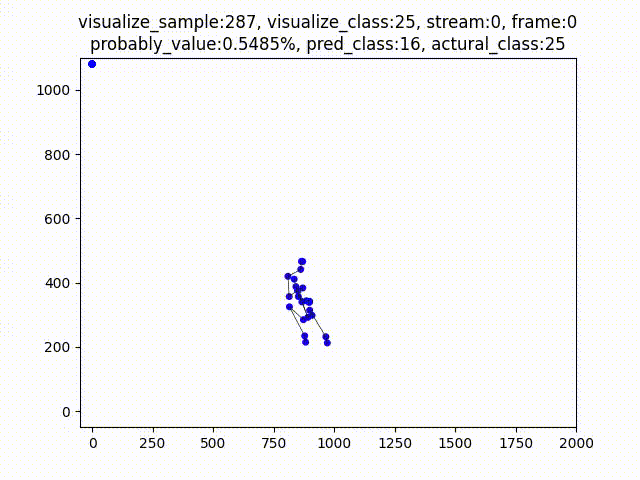 visualize_sample:287, visualize_class:25, stream:0, frame:0
probably_value:0.5485%, pred_class:16, actural_class:25
1000
800
600
400
200
0
0 250 500 750 1000 1250 1500 1750 2000